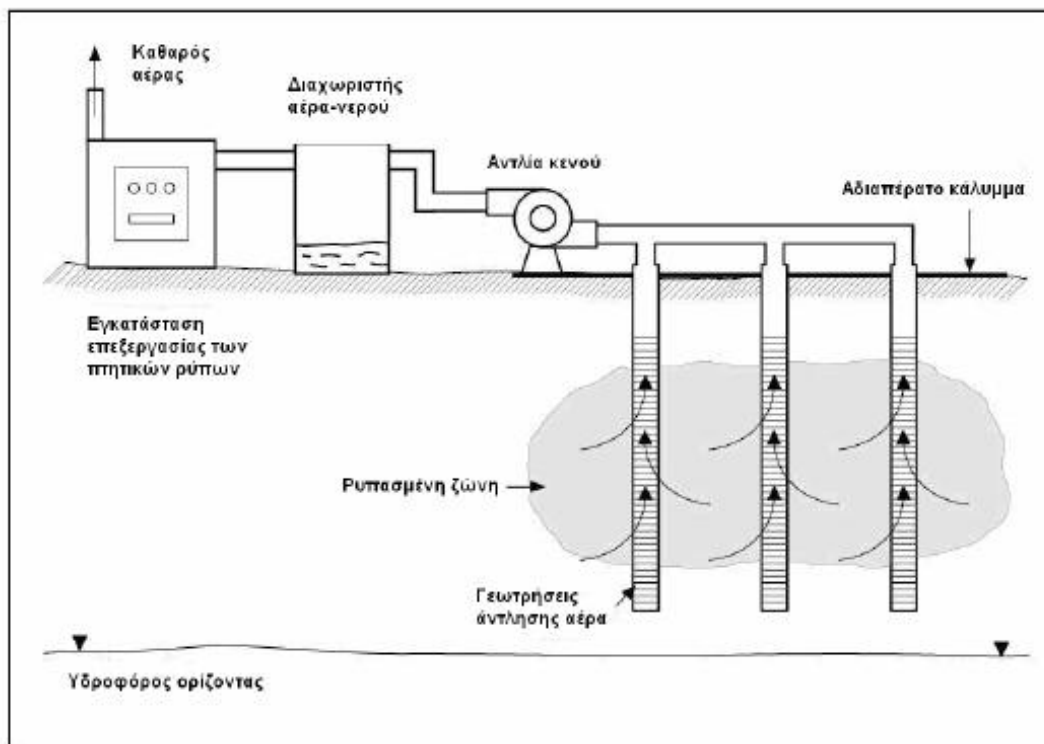 Καθαρός
αέρας
Διαχωριστής
αέρα-νερού
Αντλία κενού
Αδιαπέρατο κάλυμμα
Εγκατάσταση
επεξεργασίας των
πτητικών ρύπων
Ρυπασμένη ζώνη
Γεωτρήσεις
άντλησης αέρα
Υδροφόρος ορίζοντας